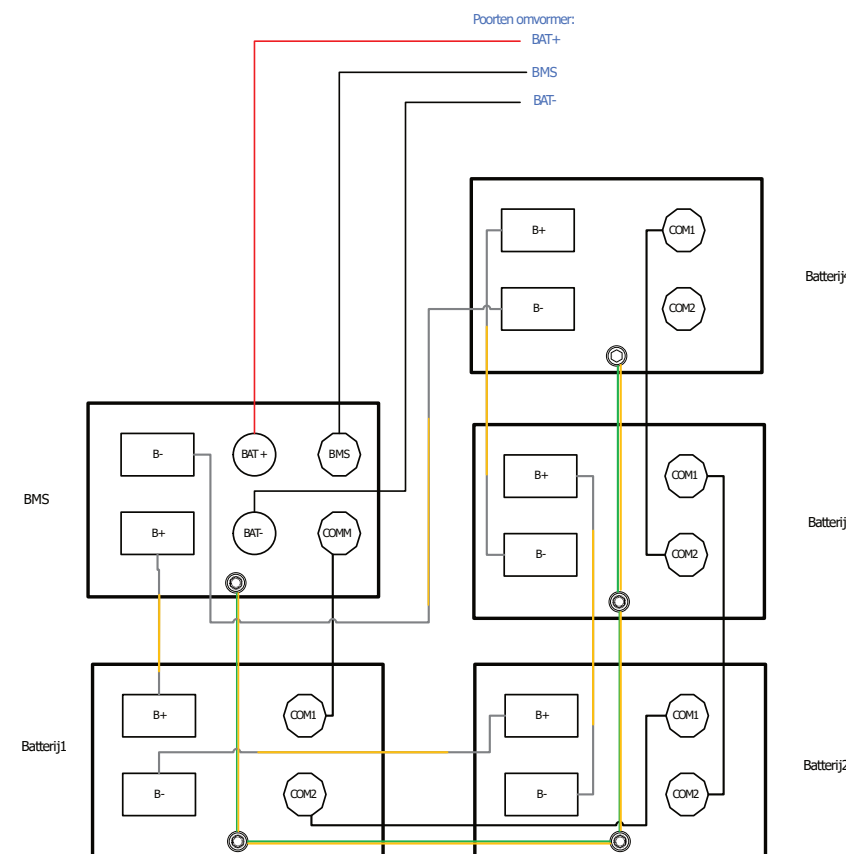 Poorten omvormer:
BAT+
BMS
BAT-
B+
COM1
B-
COM2
B-
BAT +
BMS
B+
BAT-
COMM
BMS
B+
COM1
B-
COM2
Batterij
B+
COM1
B-
COM2
Batterij1
B+
COM1
B-
COM2
Batterij2